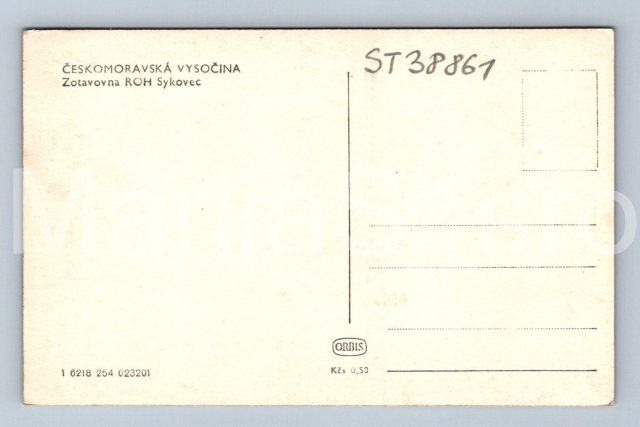 ČESKOMORAVSKÁ VYSOČINA
Zotavovna ROH Sykovec
ST38861
ORBIS
1 6218 254 023201
Kčs 0,50